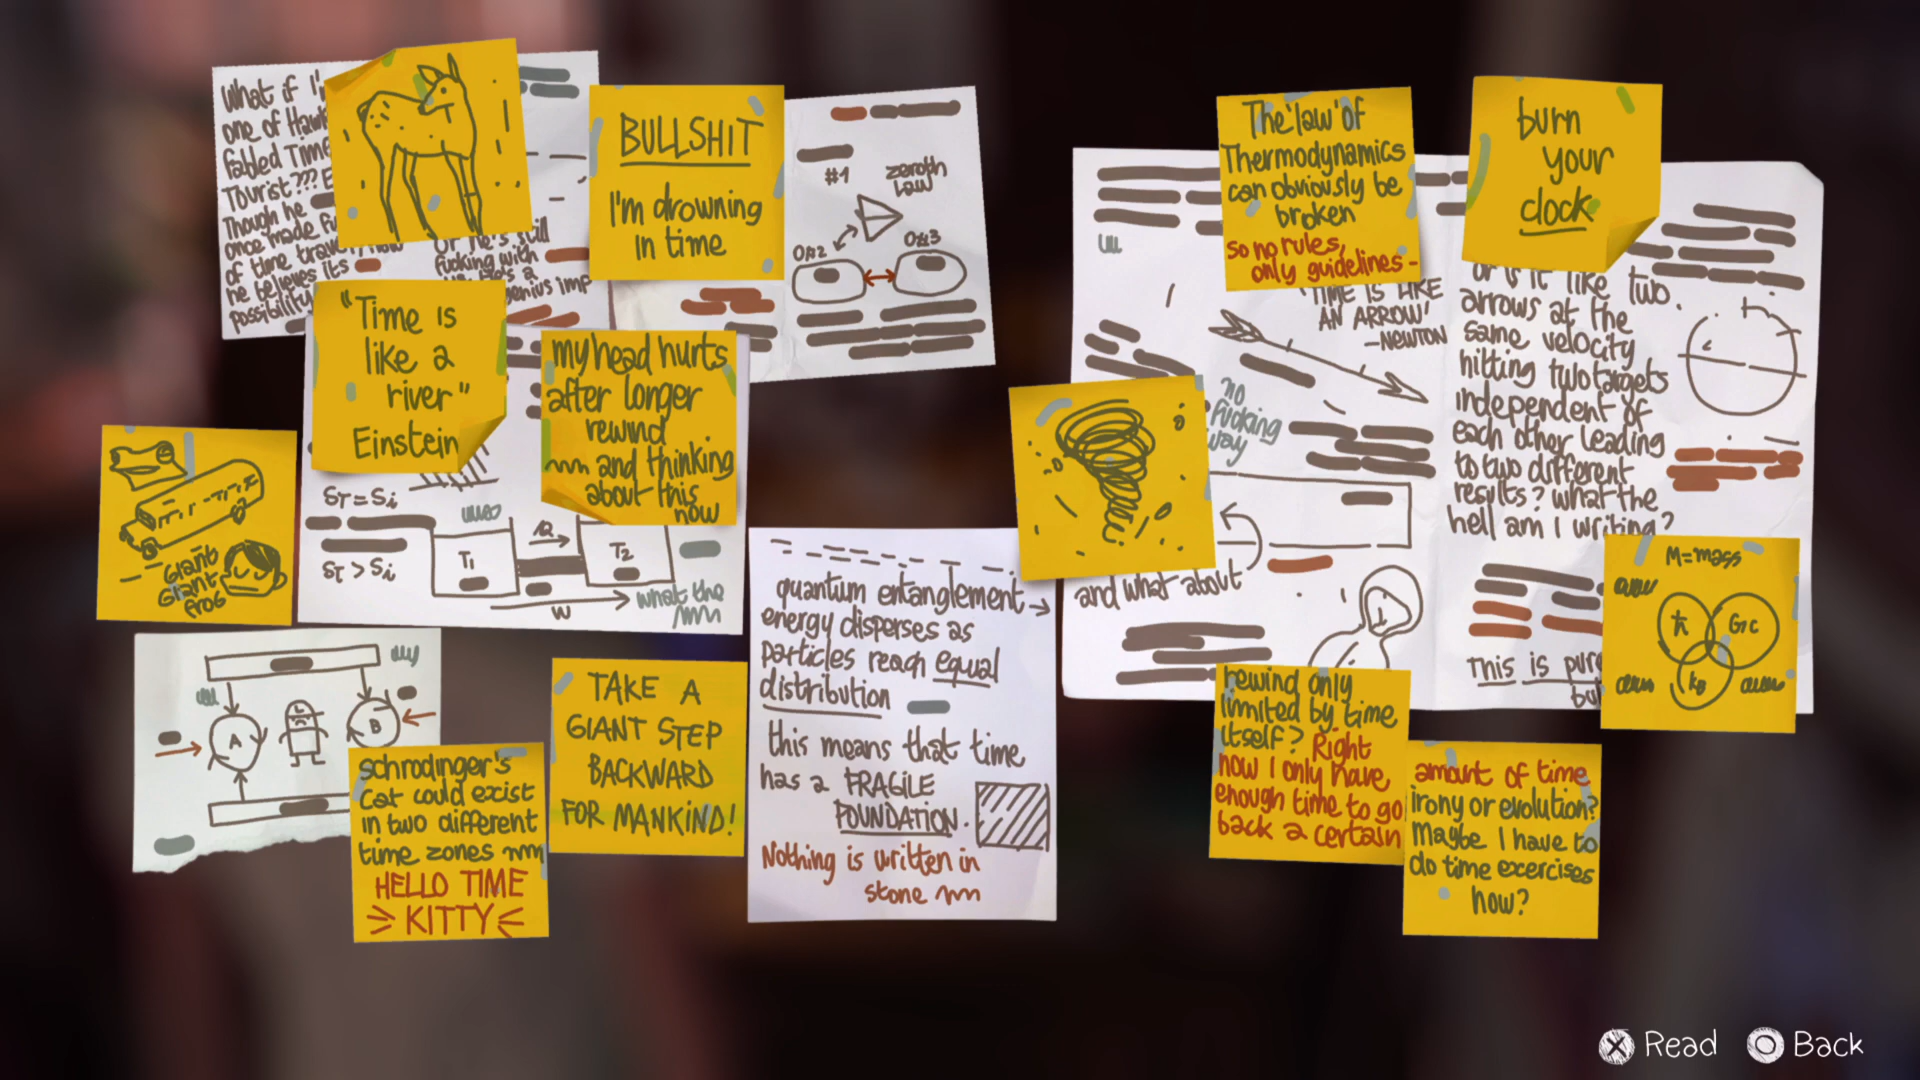 What if I'
one of Haw
fabled Time
Tourist??? E
Though he
once made fu
of time trave
he believes its
possibility
or he's still
fucking with
us. He's a
genius imp
BULLSHIT
I'm drowning
in time
#1
zeroth
law
Obj2
Obj3
"Time is
like a
river"
Einstein
my head hurts
after longer
rewind
and thinking
about this
now
ST = Si
ST > Si
T1
Q
T2
W
what the
Giant
Giant
frog
A
B
schrodinger's
cat could exist
in two different
time zones
HELLO TIME
KITTY
TAKE A
GIANT STEP
BACKWARD
FOR MANKIND!
quantum entanglement →
energy disperses as
particles reach equal
distribution
this means that time
has a FRAGILE
FOUNDATION.
Nothing is written in
stone
The 'law' of
Thermodynamics
can obviously be
broken
so no rules,
only guidelines -
'TIME IS LIKE
AN ARROW'
-NEWTON
no
fucking
way
and what about
burn
your
clock
or is it like two
arrows at the
same velocity
hitting two targets
independent of
each other leading
to two different
results? what the
hell am I writing?
This is pure
bul
M=mass
ħ
G,c
kB
rewind only
limited by time
itself? Right
now I only have
enough time to go
back a certain
amount of time
irony or evolution?
Maybe I have to
do time exercises
now?
Read
Back